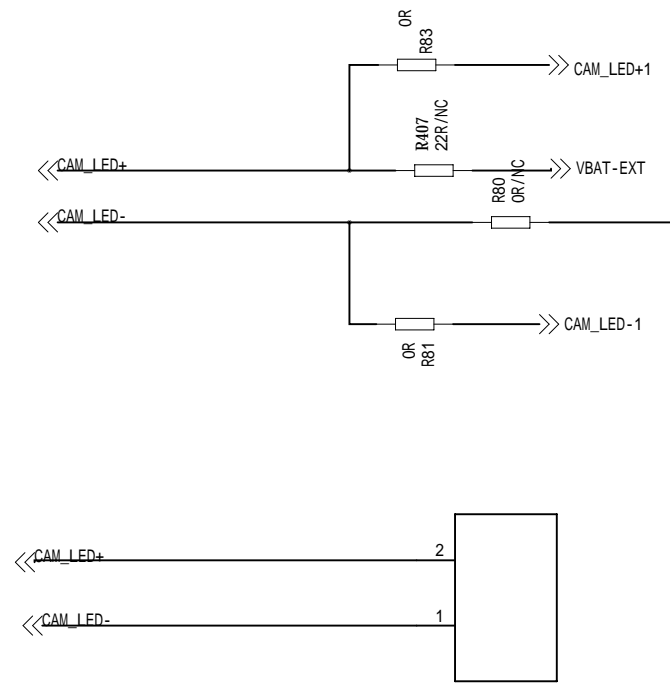 0R
R83
CAM_LED+1
R407
22R/NC
CAM_LED+
VBAT-EXT
R80
0R/NC
CAM_LED-
0R
R81
CAM_LED-1
CAM_LED+
2
CAM_LED-
1